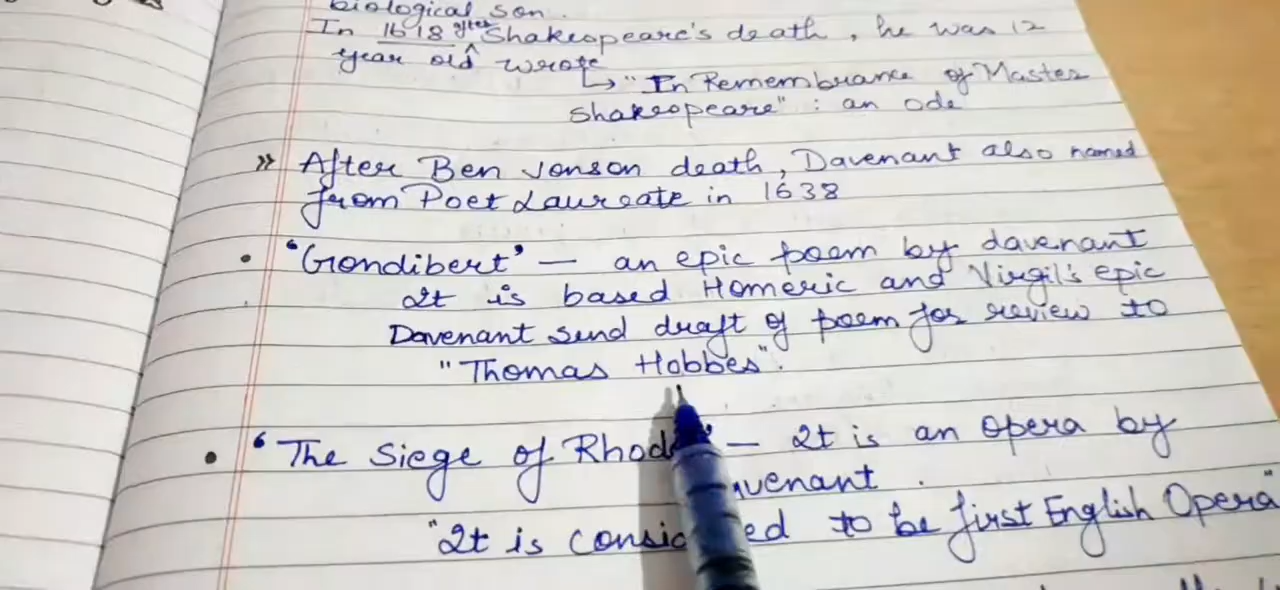 biological son.
In 1618 after Shakespeare's death, he was 12
year old wrote
"In Remembrance of Master
Shakespeare" : an ode
» After Ben Jonson death, Davenant also named
from Poet Laureate in 1638
• 'Gondibert' — an epic poem by davenant
It is based Homeric and Virgil's epic
Davenant send draft of poem for review to
"Thomas Hobbes".
• 'The Siege of Rhod ' — It is an opera by
avenant.
"It is consid ed to be first English Opera"